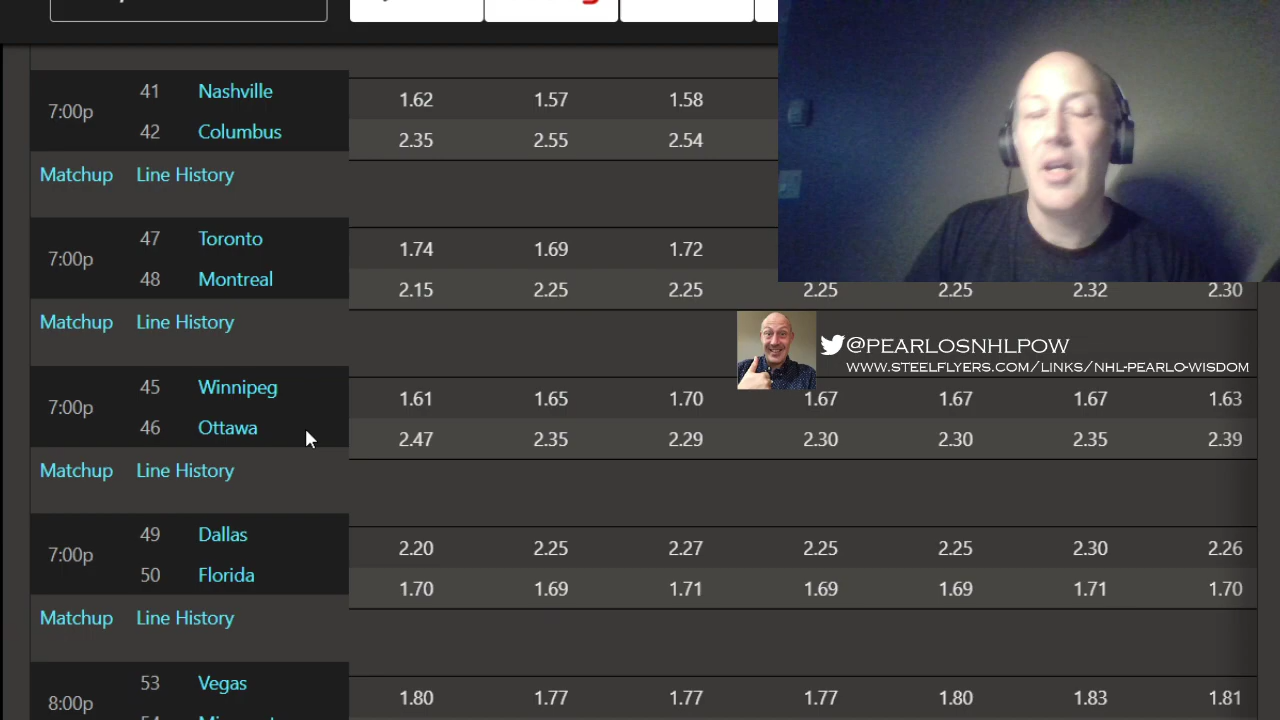 41 Nashville 1.62 1.57 1.58
7:00p
42 Columbus 2.35 2.55 2.54
Matchup Line History
47 Toronto 1.74 1.69 1.72
7:00p
48 Montreal 2.15 2.25 2.25 2.25 2.25 2.32 2.30
Matchup Line History
@PEARLOSNHLPOW
WWW.STEELFLYERS.COM/LINKS/NHL-PEARLO-WISDOM
45 Winnipeg 1.61 1.65 1.70 1.67 1.67 1.67 1.63
7:00p
46 Ottawa 2.47 2.35 2.29 2.30 2.30 2.35 2.39
Matchup Line History
49 Dallas 2.20 2.25 2.27 2.25 2.25 2.30 2.26
7:00p
50 Florida 1.70 1.69 1.71 1.69 1.69 1.71 1.70
Matchup Line History
53 Vegas 1.80 1.77 1.77 1.77 1.80 1.83 1.81
8:00p